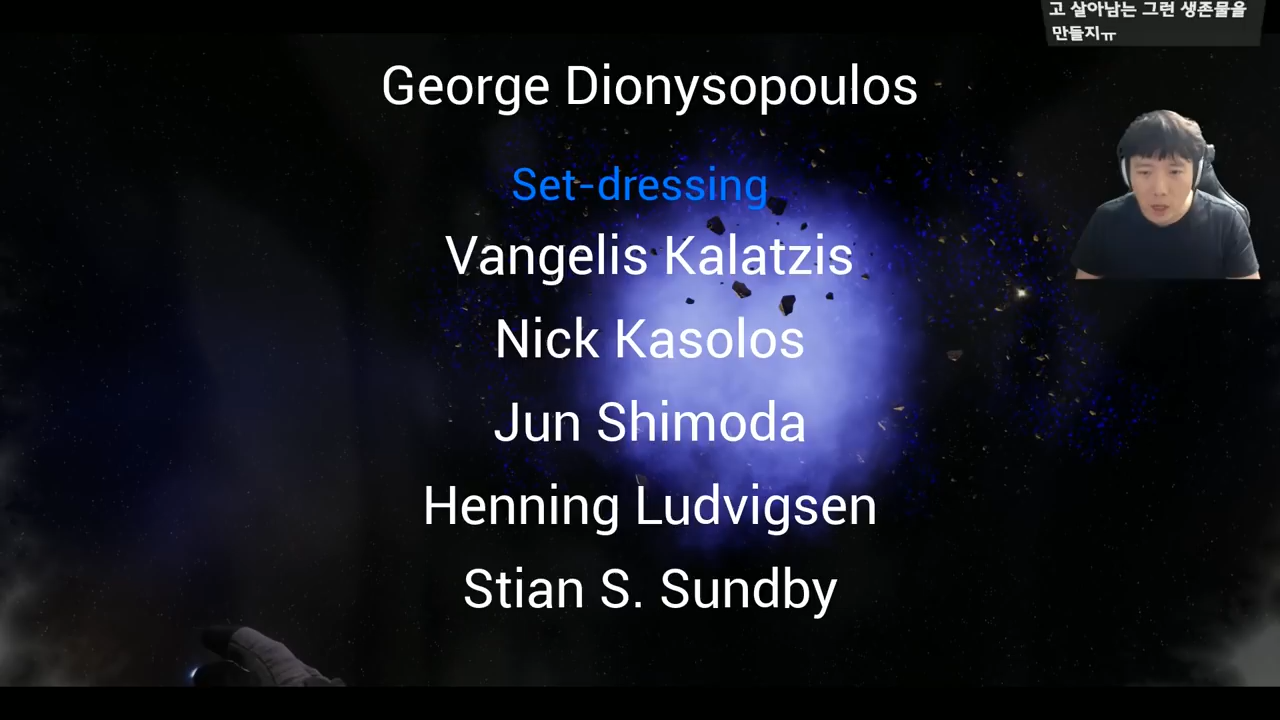 고 살아남는 그런 생존물을
만들지ㅠ
George Dionysopoulos
Set-dressing
Vangelis Kalatzis
Nick Kasolos
Jun Shimoda
Henning Ludvigsen
Stian S. Sundby